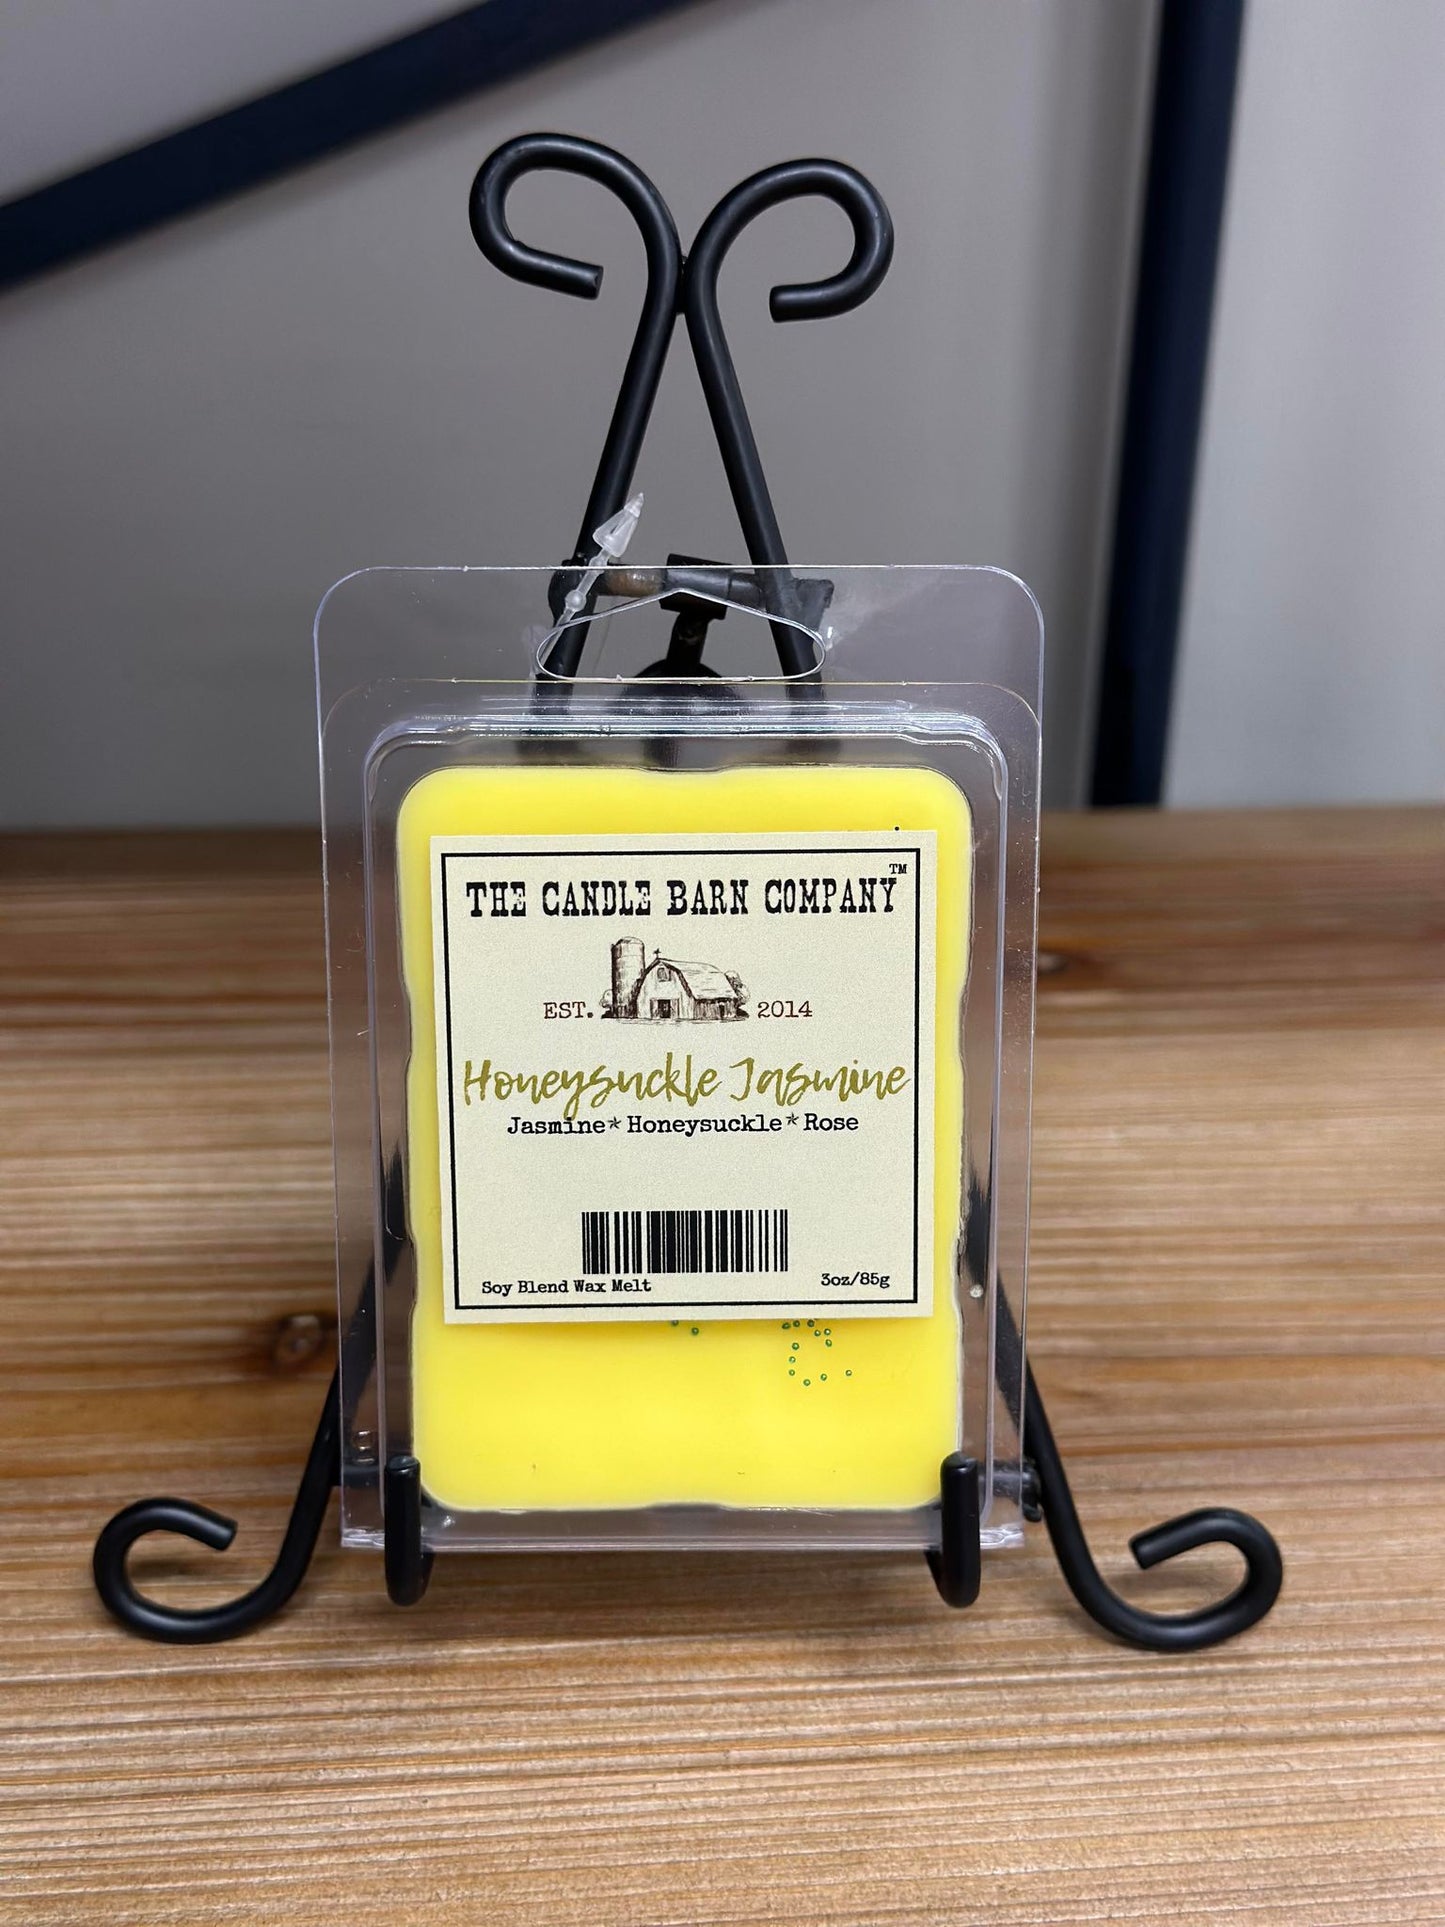 THE CANDLE BARN COMPANY™
EST. 2014
Honeysuckle Jasmine
Jasmine*Honeysuckle*Rose
Soy Blend Wax Melt 3oz/85g